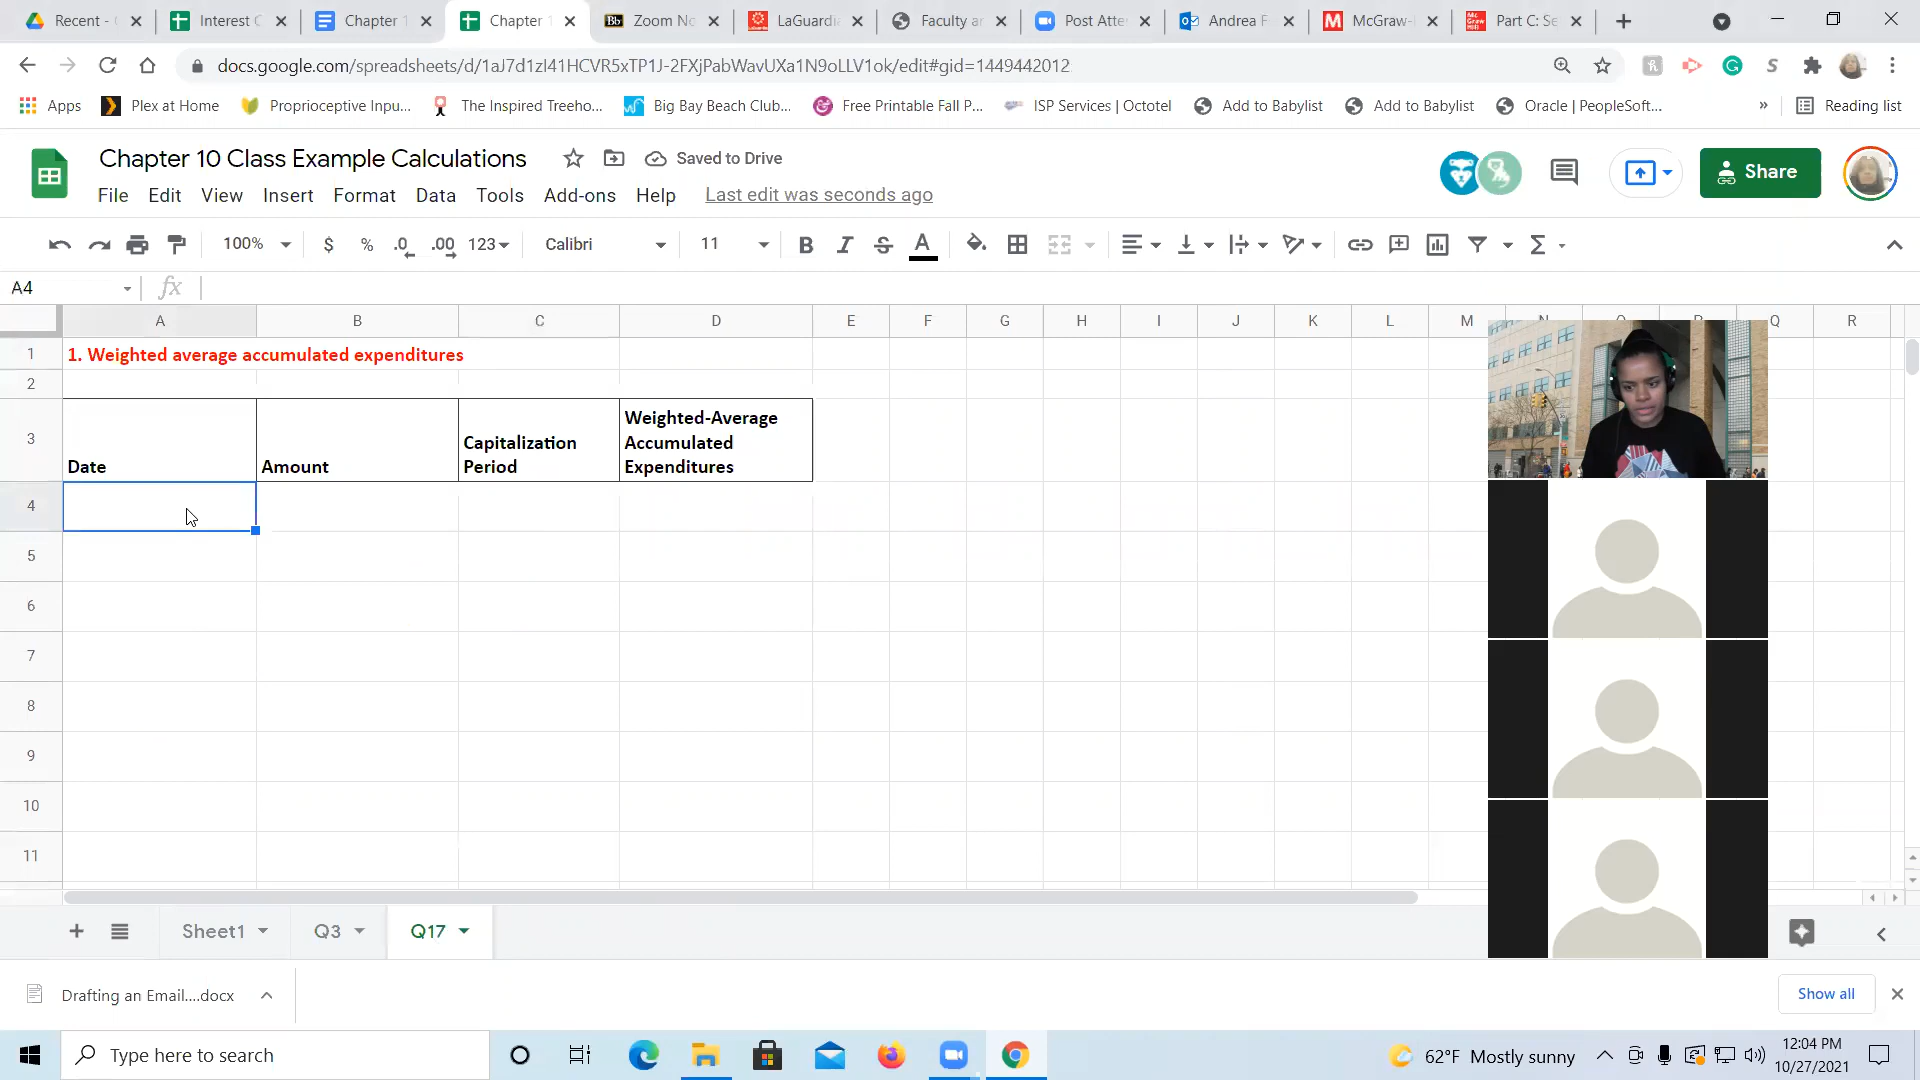 Recent -
Interest C
Chapter 1
Chapter 1
Bb Zoom No
LaGuardia
Faculty an
Post Atte
Andrea F
McGraw-
Part C: Se
docs.google.com/spreadsheets/d/1aJ7d1zI41HCVR5xTP1J-2FXjPabWavUXa1N9oLLV1ok/edit#gid=1449442012
Apps
Plex at Home
Proprioceptive Inpu...
The Inspired Treeho...
Big Bay Beach Club...
Free Printable Fall P...
ISP Services | Octotel
Add to Babylist
Add to Babylist
Oracle | PeopleSoft...
»
Reading list
Chapter 10 Class Example Calculations
Saved to Drive
File Edit View Insert Format Data Tools Add-ons Help
Last edit was seconds ago
Share
100% $ % .0 .00 123 Calibri 11 B I S A
A4 fx
A B C D E F G H I J K L M N O P Q R
1 1. Weighted average accumulated expenditures
2
3
Date
Amount
Capitalization
Period
Weighted-Average
Accumulated
Expenditures
4
5
6
7
8
9
10
11
Sheet1
Q3
Q17
Drafting an Email....docx
Show all
Type here to search
62°F Mostly sunny
12:04 PM
10/27/2021